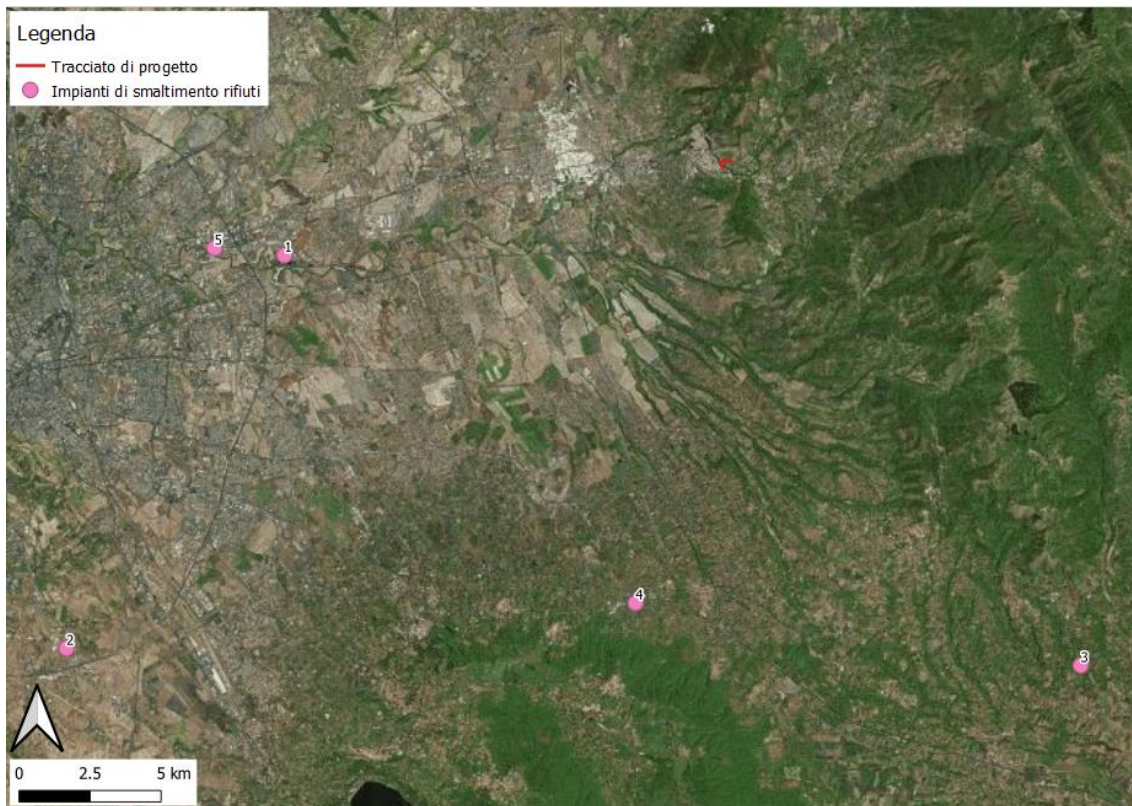 Legenda
Tracciato di progetto
Impianti di smaltimento rifiuti
5
1
4
2
3
0 2.5 5 km